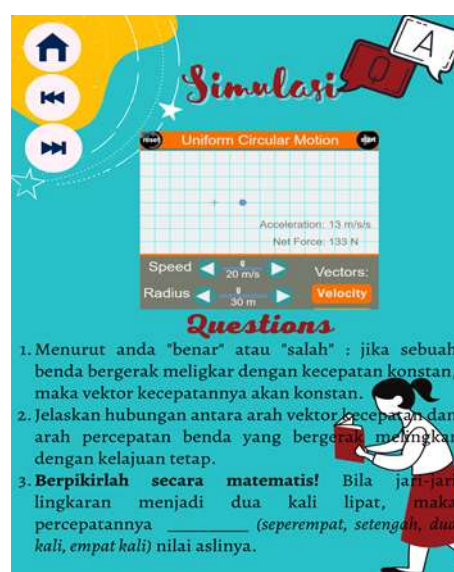 Simulasi
Q
A
reset
Uniform Circular Motion
start
Acceleration: 13 m/s/s
Net Force: 133 N
Speed
20 m/s
Radius
30 m
Vectors:
Velocity
Questions
1. Menurut anda "benar" atau "salah" : jika sebuah
benda bergerak meligkar dengan kecepatan konstan,
maka vektor kecepatannya akan konstan.
2. Jelaskan hubungan antara arah vektor kecepatan dan
arah percepatan benda yang bergerak melingkar
dengan kelajuan tetap.
3. Berpikirlah secara matematis! Bila jari-jari
lingkaran menjadi dua kali lipat, maka
percepatannya __________ (seperempat, setengah, dua
kali, empat kali) nilai aslinya.